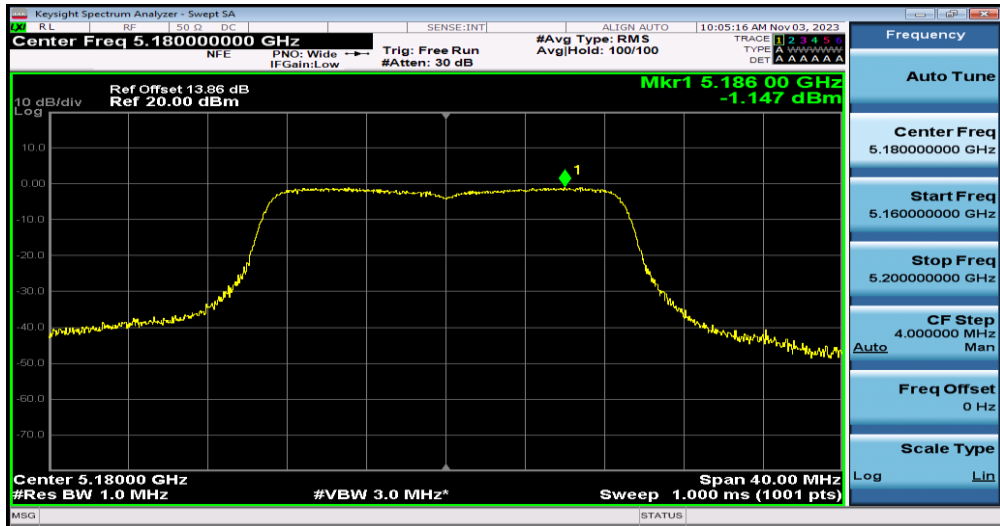 Keysight Spectrum Analyzer - Swept SA
LXI RL RF 50 Ω DC SENSE:INT ALIGN AUTO 10:05:16 AM Nov 03, 2023
Center Freq 5.180000000 GHz
NFE
PNO: Wide
IFGain:Low
Trig: Free Run
#Atten: 30 dB
#Avg Type: RMS
Avg|Hold: 100/100
TRACE 1 2 3 4 5 6
TYPE A WWWWW
DET A A A A A A
Ref Offset 13.86 dB
10 dB/div Ref 20.00 dBm
Log
Mkr1 5.186 00 GHz
-1.147 dBm
10.0
1
0.00
-10.0
-20.0
-30.0
-40.0
-50.0
-60.0
-70.0
Center 5.18000 GHz Span 40.00 MHz
#Res BW 1.0 MHz #VBW 3.0 MHz* Sweep 1.000 ms (1001 pts)
MSG STATUS
Frequency
Auto Tune
Center Freq
5.180000000 GHz
Start Freq
5.160000000 GHz
Stop Freq
5.200000000 GHz
CF Step
4.000000 MHz
Auto Man
Freq Offset
0 Hz
Scale Type
Log Lin